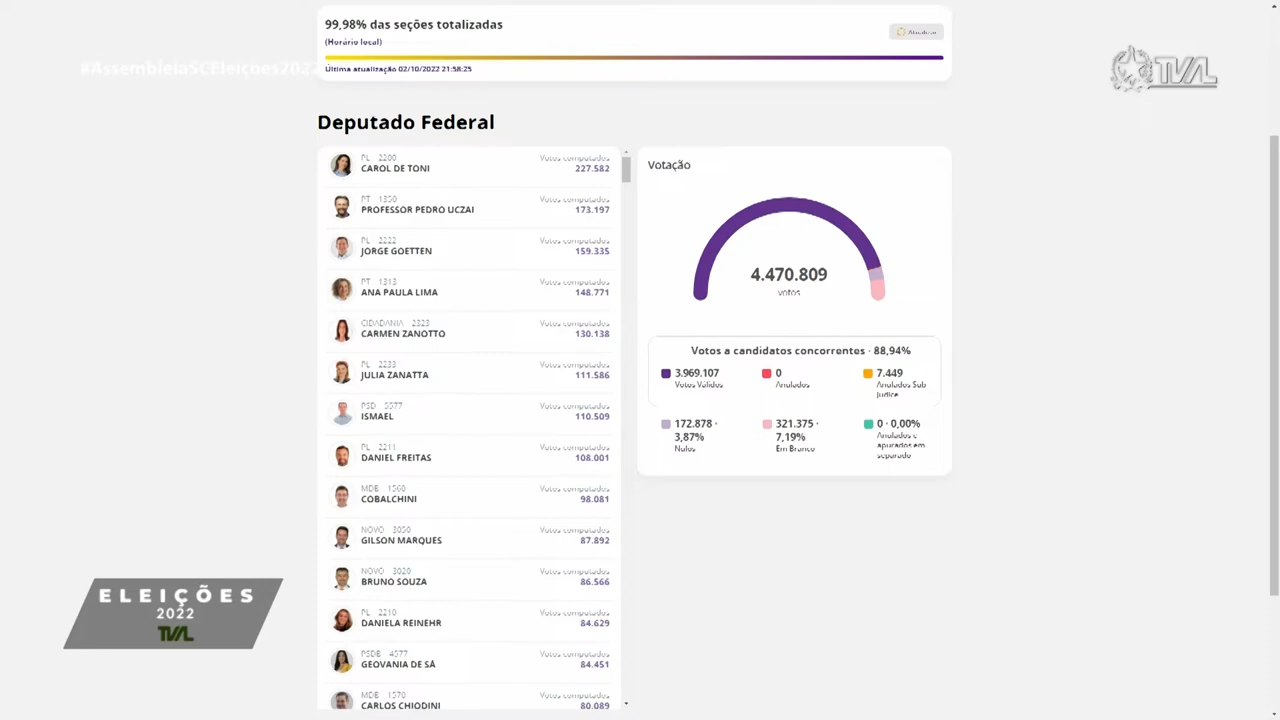 99,98% das seções totalizadas
(Horário local)
Atualizar
#AssembleiaSCEleições2022
Última atualização 02/10/2022 21:58:25
TVAL
Deputado Federal
PL 2200
Votos computados
CAROL DE TONI
227.582
PT 1350
Votos computados
PROFESSOR PEDRO UCZAI
173.197
PL 2222
Votos computados
JORGE GOETTEN
159.335
PT 1313
Votos computados
ANA PAULA LIMA
148.771
CIDADANIA 2323
Votos computados
CARMEN ZANOTTO
130.138
PL 2233
Votos computados
JULIA ZANATTA
111.586
PSD 5577
Votos computados
ISMAEL
110.509
PL 2211
Votos computados
DANIEL FREITAS
108.001
MDB 1560
Votos computados
COBALCHINI
98.081
NOVO 3050
Votos computados
GILSON MARQUES
87.892
NOVO 3020
Votos computados
BRUNO SOUZA
86.566
PL 2210
Votos computados
DANIELA REINEHR
84.629
PSDB 4577
Votos computados
GEOVANIA DE SÁ
84.451
MDB 1570
Votos computados
CARLOS CHIODINI
80.089
Votação
4.470.809
votos
Votos a candidatos concorrentes · 88,94%
3.969.107
Votos Válidos
0
Anulados
7.449
Anulados Sub
Judice
172.878 ·
3,87%
Nulos
321.375 ·
7,19%
Em Branco
0 · 0,00%
Anulados e
apurados em
separado
ELEIÇÕES
2022
TVAL